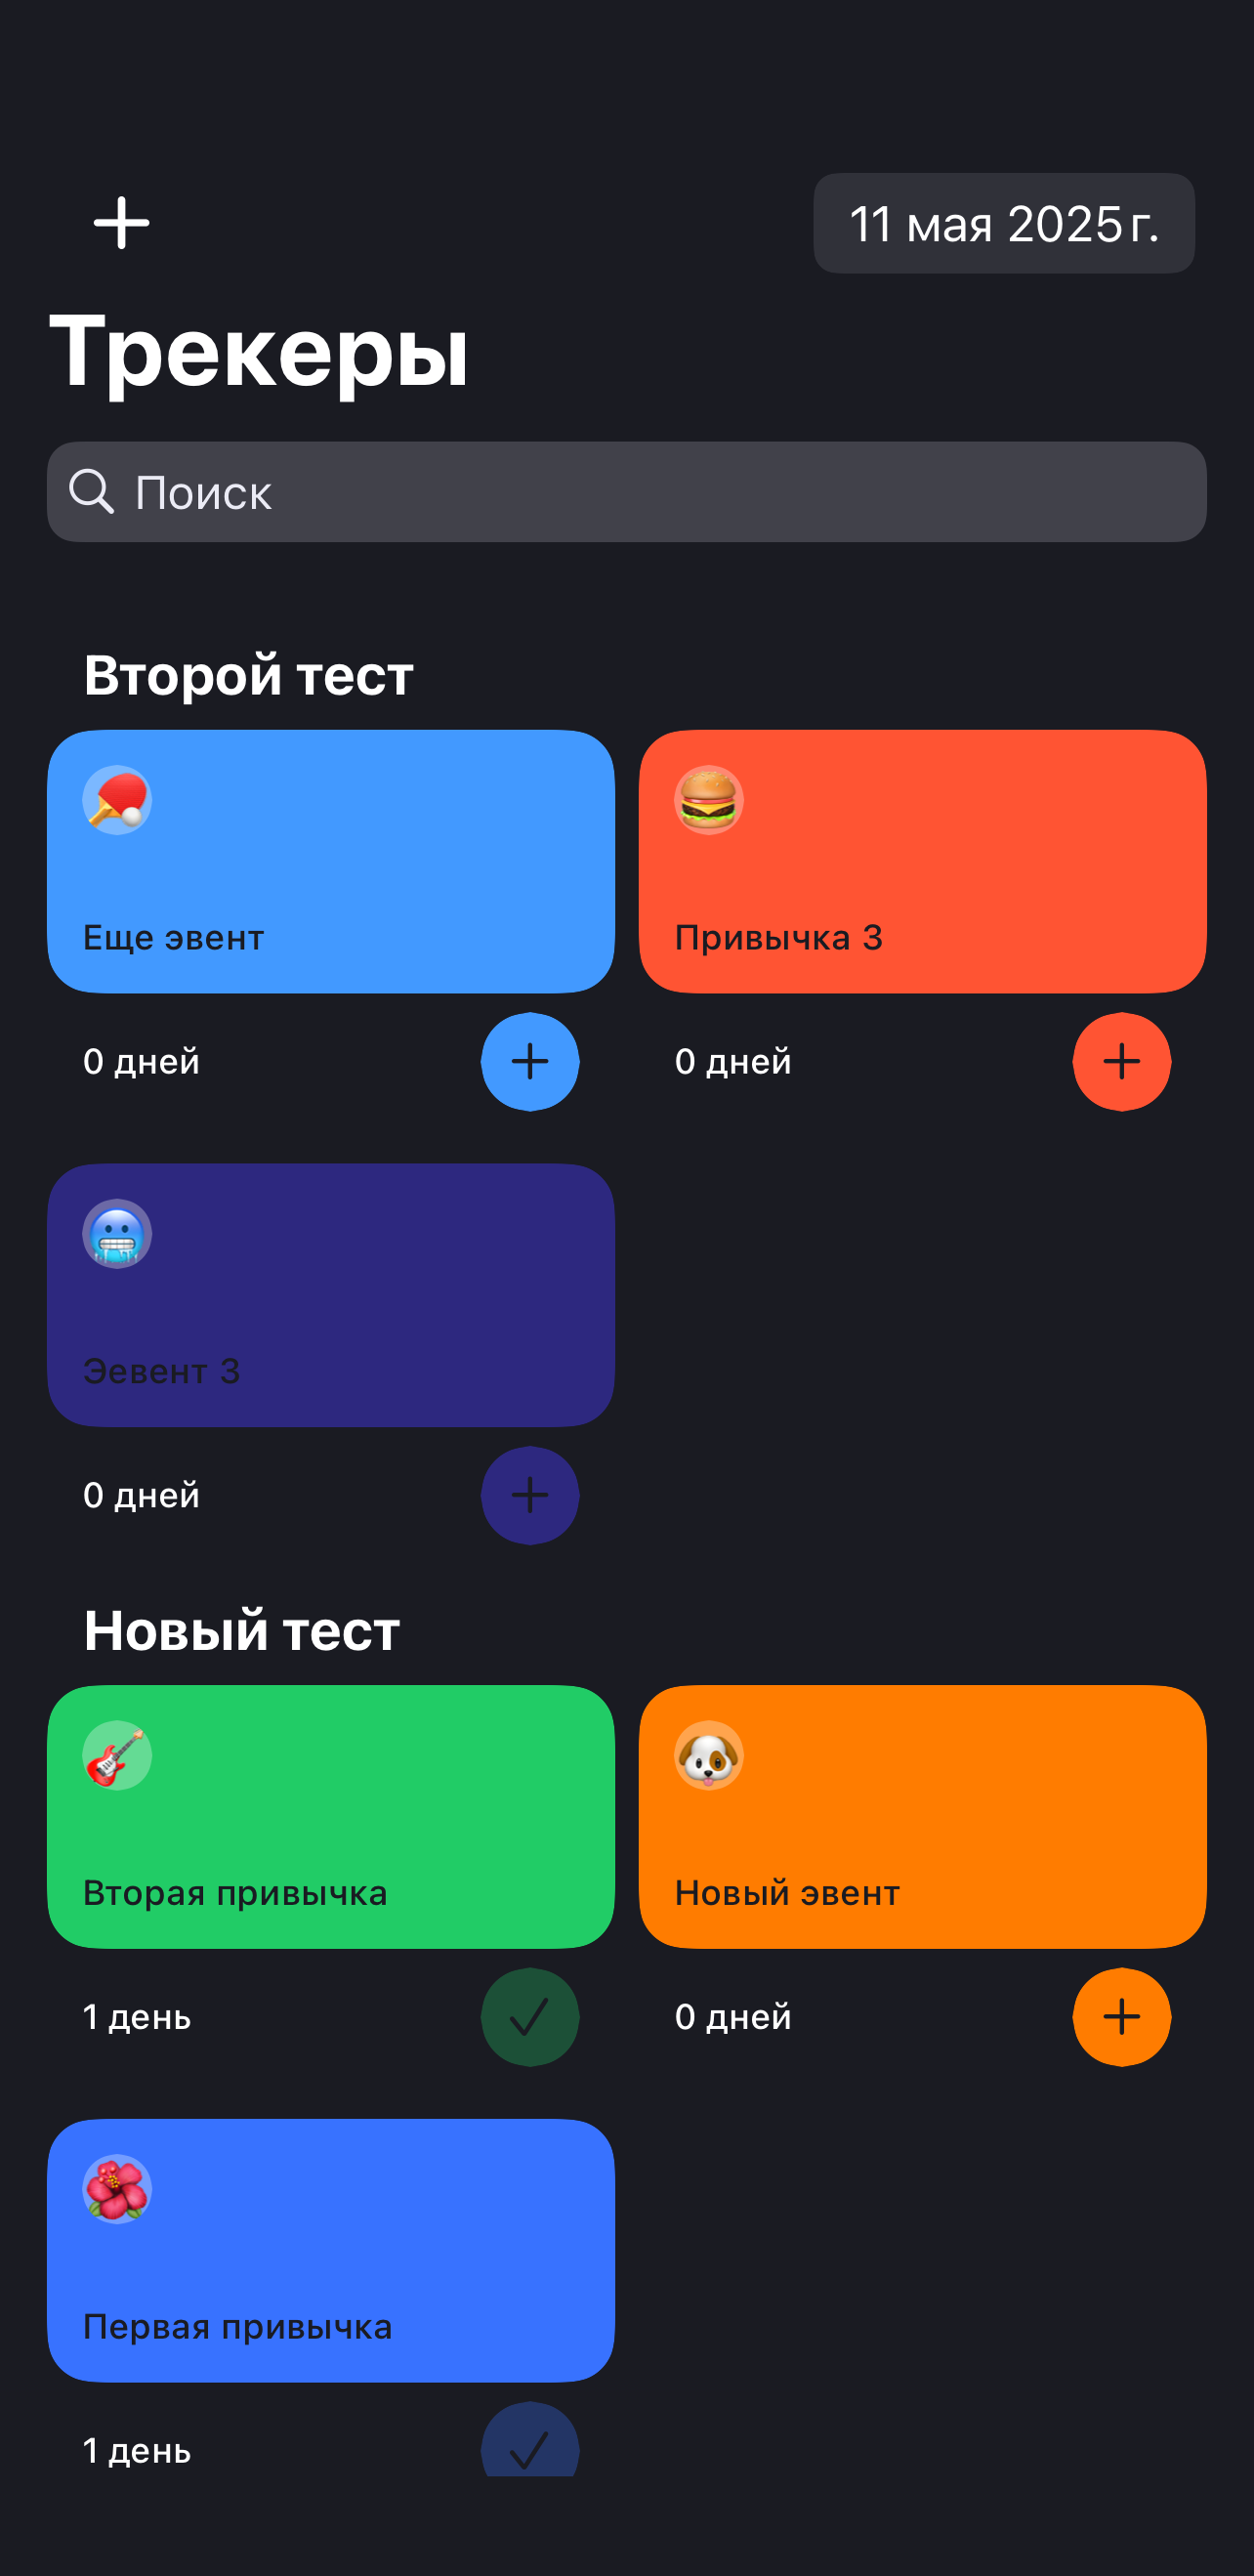 11 мая 2025 г.
Трекеры
Поиск
Второй тест
Еще эвент
Привычка 3
0 дней
0 дней
Эевент 3
0 дней
Новый тест
Вторая привычка
Новый эвент
1 день
0 дней
Первая привычка
1 день